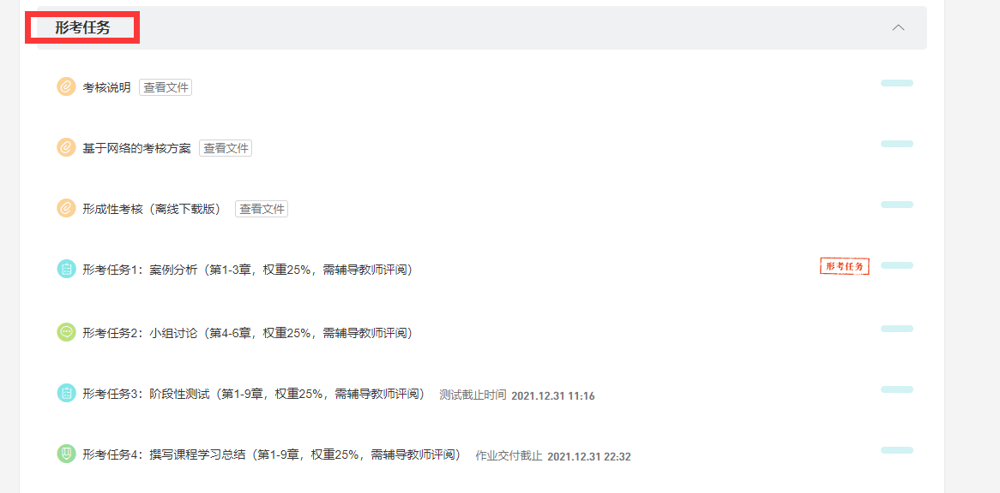 形考任务
考核说明 查看文件
基于网络的考核方案 查看文件
形成性考核（离线下载版） 查看文件
形考任务1：案例分析（第1-3章，权重25%，需辅导教师评阅） 形考任务
形考任务2：小组讨论（第4-6章，权重25%，需辅导教师评阅）
形考任务3：阶段性测试（第1-9章，权重25%，需辅导教师评阅） 测试截止时间 2021.12.31 11:16
形考任务4：撰写课程学习总结（第1-9章，权重25%，需辅导教师评阅） 作业交付截止 2021.12.31 22:32